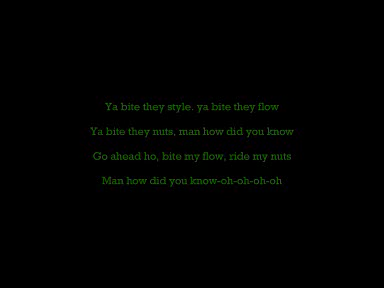 Ya bite they style. ya bite they flow
Ya bite they nuts, man how did you know
Go ahead ho, bite my flow, ride my nuts
Man how did you know-oh-oh-oh-oh